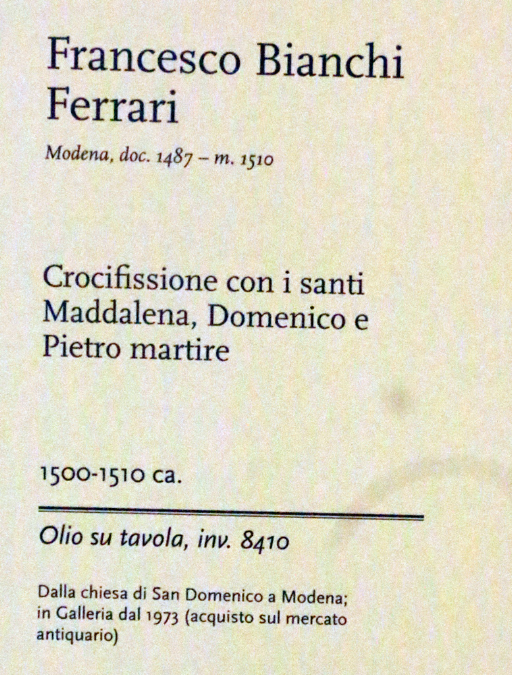 Francesco Bianchi
Ferrari
Modena, doc. 1487 – m. 1510
Crocifissione con i santi
Maddalena, Domenico e
Pietro martire
1500-1510 ca.
Olio su tavola, inv. 8410
Dalla chiesa di San Domenico a Modena;
in Galleria dal 1973 (acquisto sul mercato
antiquario)